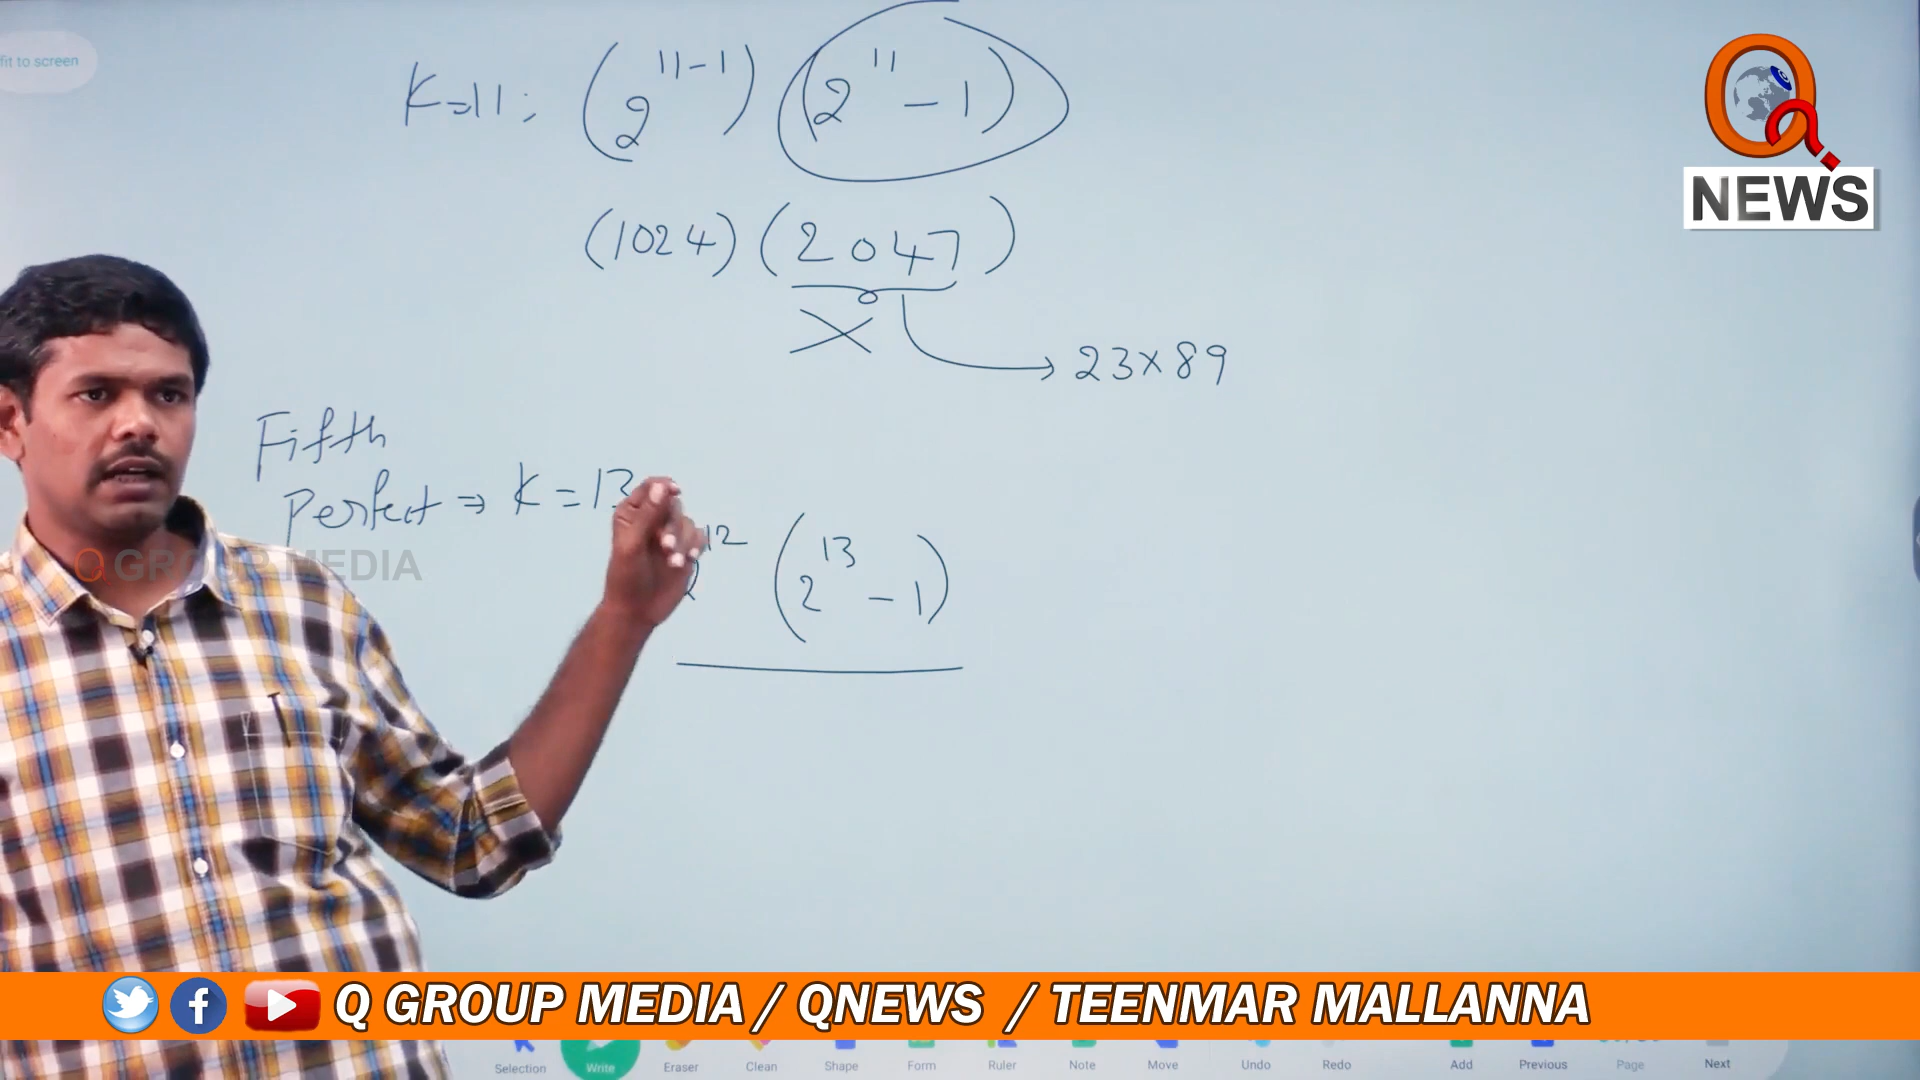 fit to screen
K=11; (2^11-1) (2^11 - 1)
(1024) (2047)
23×89
Fifth
Perfect ⇒ K = 13
2^12 (2^13 - 1)
Q GROUP MEDIA
Q
NEWS
Q GROUP MEDIA / QNEWS / TEENMAR MALLANNA
Selection Write Eraser Clean Shape Form Ruler Note Move Undo Redo Add Previous Page Next